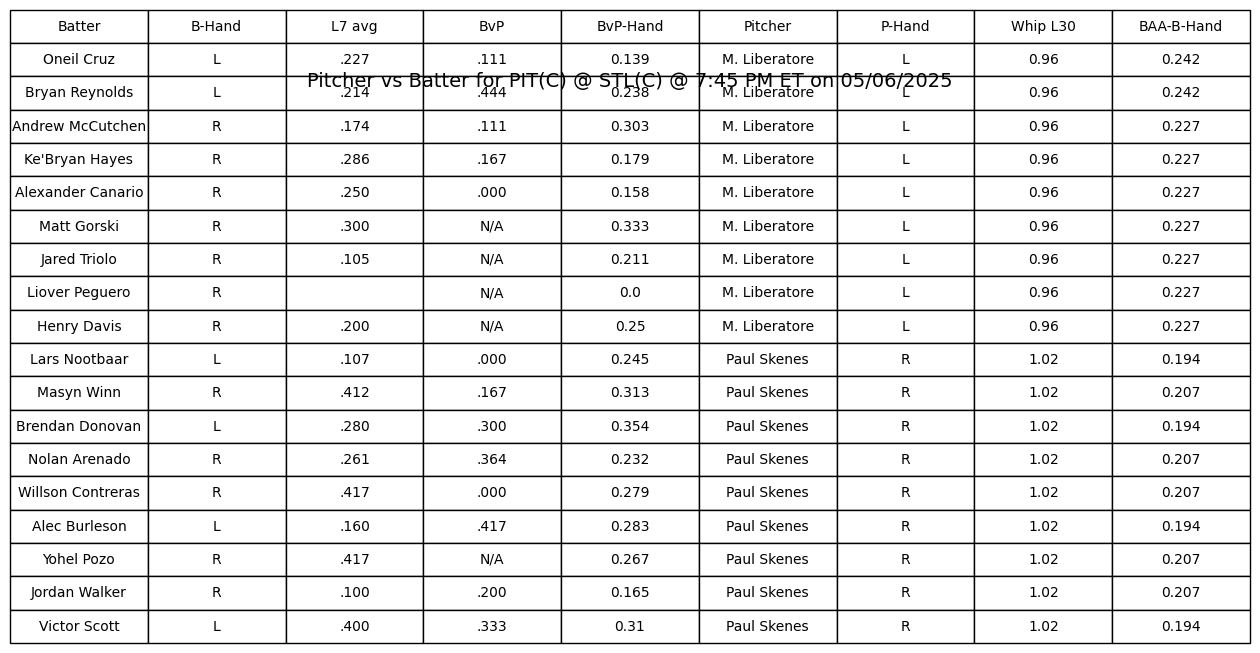 Batter B-Hand L7 avg BvP BvP-Hand Pitcher P-Hand Whip L30 BAA-B-Hand
Oneil Cruz L .227 .111 0.139 M. Liberatore L 0.96 0.242
Pitcher vs Batter for PIT(C) @ STL(C) @ 7:45 PM ET on 05/06/2025
Bryan Reynolds L .214 .444 0.238 M. Liberatore L 0.96 0.242
Andrew McCutchen R .174 .111 0.303 M. Liberatore L 0.96 0.227
Ke'Bryan Hayes R .286 .167 0.179 M. Liberatore L 0.96 0.227
Alexander Canario R .250 .000 0.158 M. Liberatore L 0.96 0.227
Matt Gorski R .300 N/A 0.333 M. Liberatore L 0.96 0.227
Jared Triolo R .105 N/A 0.211 M. Liberatore L 0.96 0.227
Liover Peguero R N/A 0.0 M. Liberatore L 0.96 0.227
Henry Davis R .200 N/A 0.25 M. Liberatore L 0.96 0.227
Lars Nootbaar L .107 .000 0.245 Paul Skenes R 1.02 0.194
Masyn Winn R .412 .167 0.313 Paul Skenes R 1.02 0.207
Brendan Donovan L .280 .300 0.354 Paul Skenes R 1.02 0.194
Nolan Arenado R .261 .364 0.232 Paul Skenes R 1.02 0.207
Willson Contreras R .417 .000 0.279 Paul Skenes R 1.02 0.207
Alec Burleson L .160 .417 0.283 Paul Skenes R 1.02 0.194
Yohel Pozo R .417 N/A 0.267 Paul Skenes R 1.02 0.207
Jordan Walker R .100 .200 0.165 Paul Skenes R 1.02 0.207
Victor Scott L .400 .333 0.31 Paul Skenes R 1.02 0.194